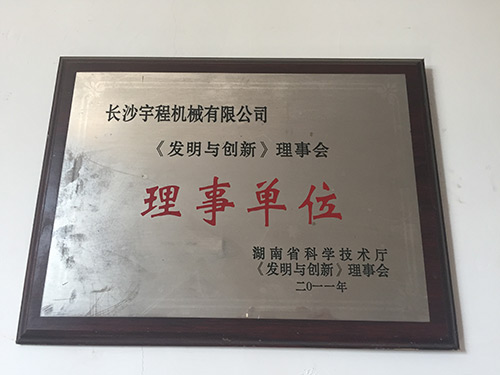 长沙宇程机械有限公司
《发明与创新》理事会
理事单位
湖南省科学技术厅
《发明与创新》理事会
二〇一一年